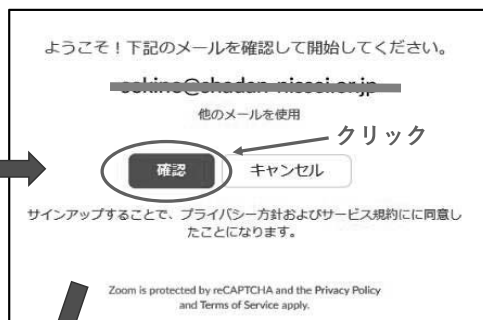 ようこそ！下記のメールを確認して開始してください。
他のメールを使用
クリック
確認
キャンセル
サインアップすることで、プライバシー方針およびサービス規約にに同意し
たことになります。
Zoom is protected by reCAPTCHA and the Privacy Policy
and Terms of Service apply.